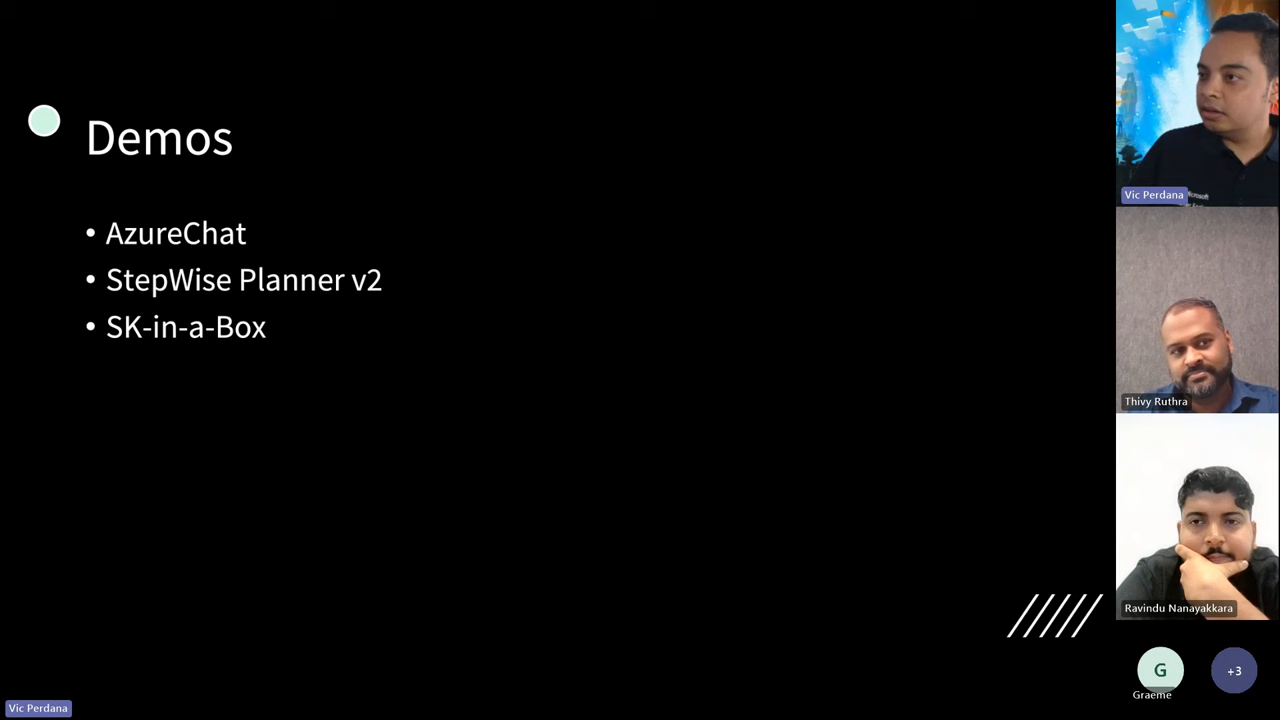 Demos
• AzureChat
• StepWise Planner v2
• SK-in-a-Box
Vic Perdana
Thivy Ruthra
Ravindu Nanayakkara
G
Graeme
+3
Vic Perdana